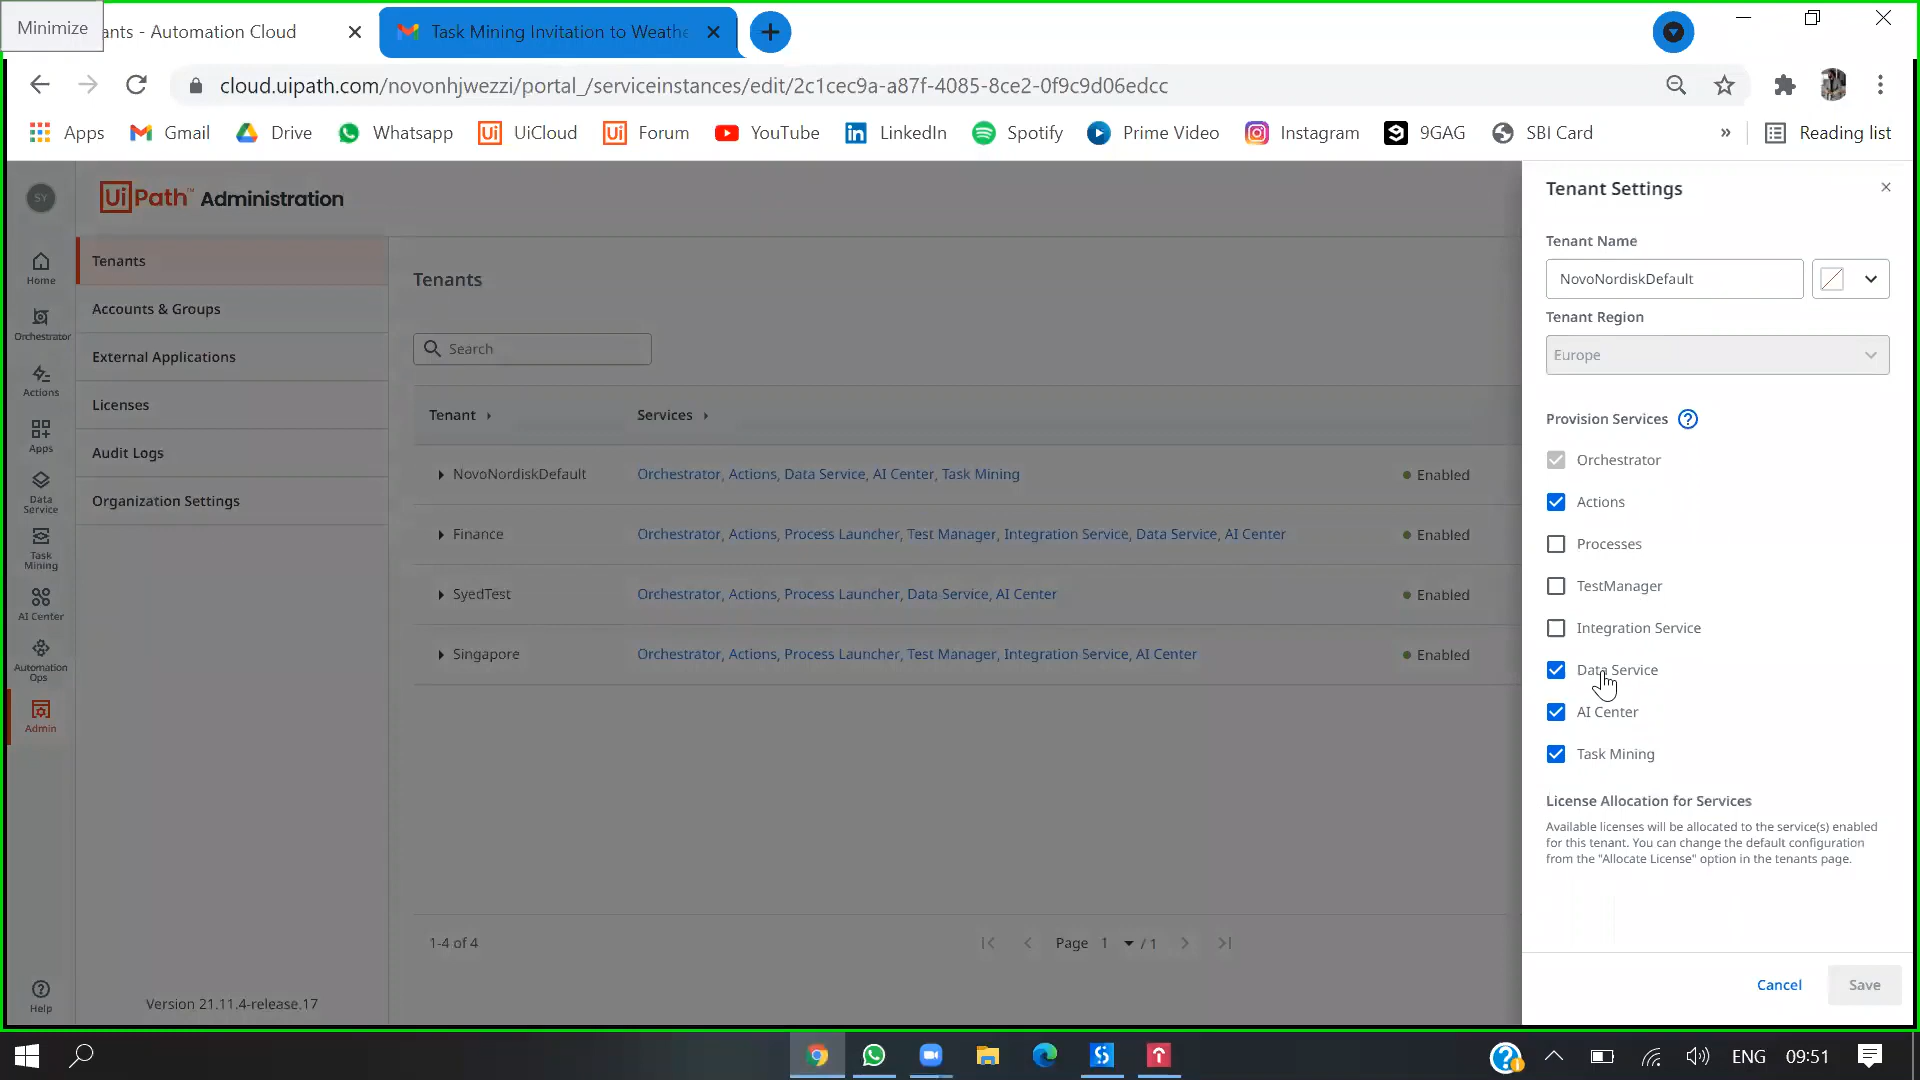 Minimize
ants - Automation Cloud
Task Mining Invitation to Weathe
cloud.uipath.com/novonhjwezzi/portal_/serviceinstances/edit/2c1cec9a-a87f-4085-8ce2-0f9c9d06edcc
Apps Gmail Drive Whatsapp UiCloud Forum YouTube LinkedIn Spotify Prime Video Instagram 9GAG SBI Card » Reading list
SY
Home
Orchestrator
Actions
Apps
Data Service
Task Mining
AI Center
Automation Ops
Admin
Help
UiPath™ Administration
Tenants
Accounts & Groups
External Applications
Licenses
Audit Logs
Organization Settings
Version 21.11.4-release.17
Tenants
Search
Tenant Services
NovoNordiskDefault Orchestrator, Actions, Data Service, AI Center, Task Mining Enabled
Finance Orchestrator, Actions, Process Launcher, Test Manager, Integration Service, Data Service, AI Center Enabled
SyedTest Orchestrator, Actions, Process Launcher, Data Service, AI Center Enabled
Singapore Orchestrator, Actions, Process Launcher, Test Manager, Integration Service, AI Center Enabled
1-4 of 4
Page 1 / 1
Tenant Settings
Tenant Name
NovoNordiskDefault
Tenant Region
Europe
Provision Services ?
Orchestrator
Actions
Processes
TestManager
Integration Service
Data Service
AI Center
Task Mining
License Allocation for Services
Available licenses will be allocated to the service(s) enabled
for this tenant. You can change the default configuration
from the "Allocate License" option in the tenants page.
Cancel Save
ENG 09:51